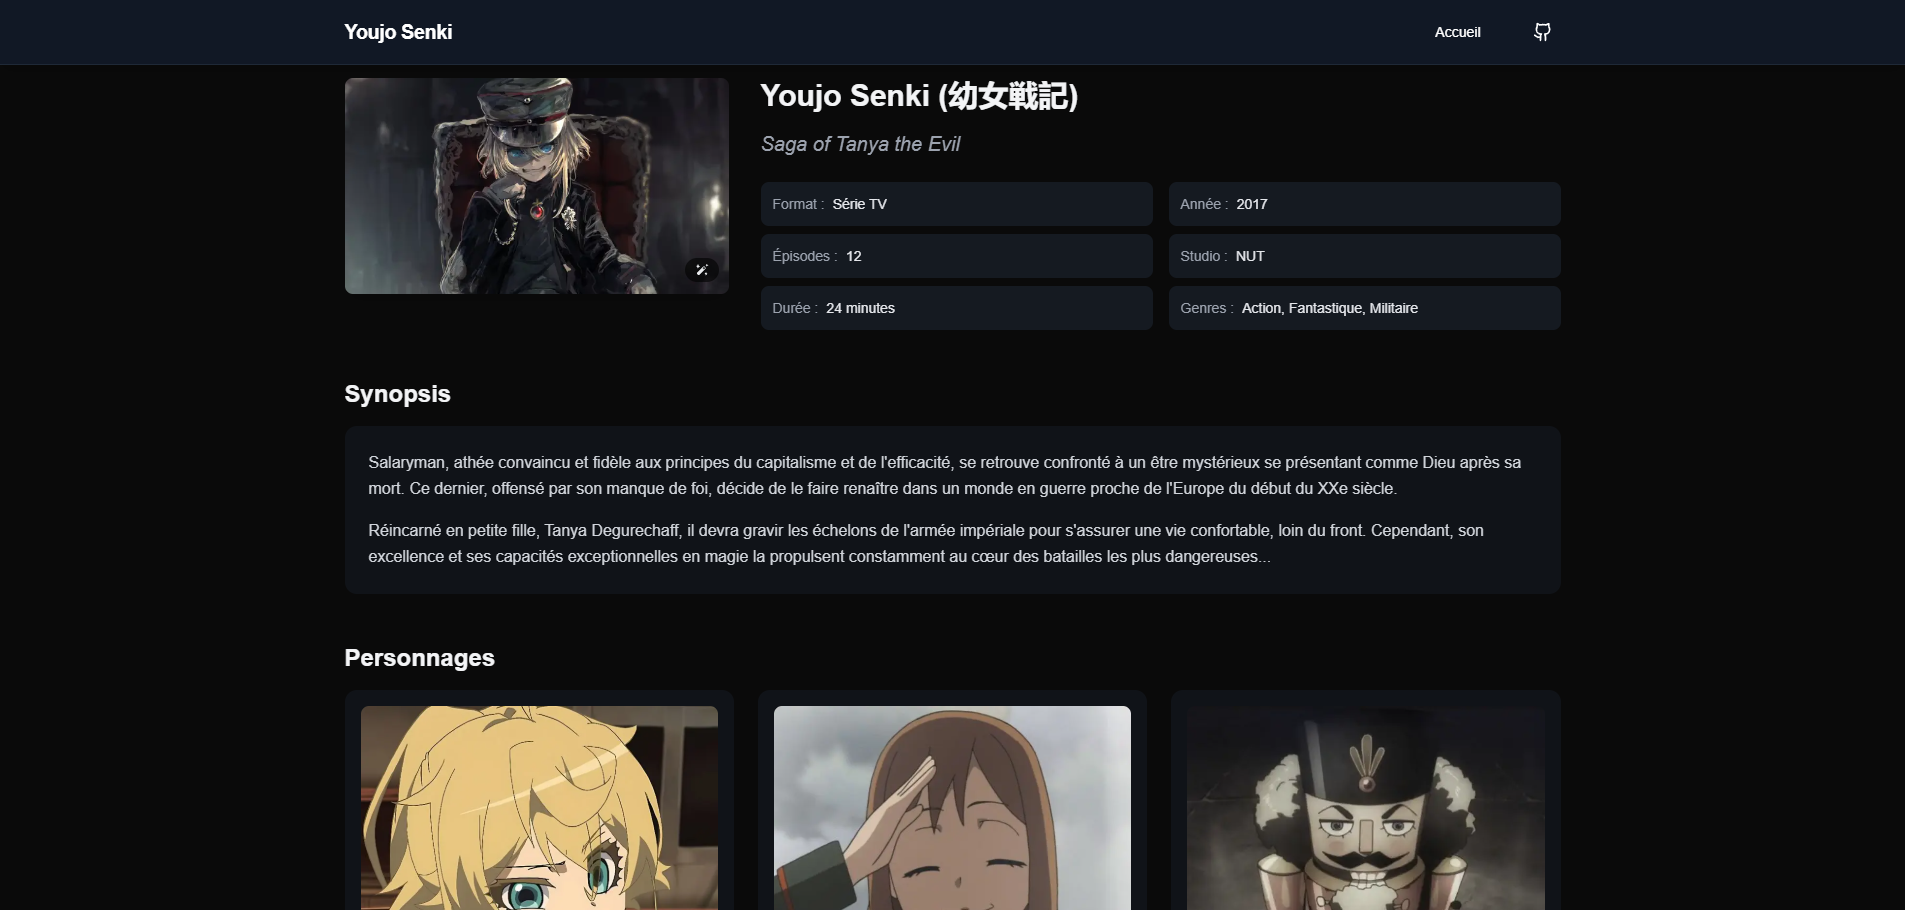 Youjo Senki
Accueil
Youjo Senki (幼女戦記)
Saga of Tanya the Evil
Format : Série TV
Année : 2017
Épisodes : 12
Studio : NUT
Durée : 24 minutes
Genres : Action, Fantastique, Militaire
Synopsis
Salaryman, athée convaincu et fidèle aux principes du capitalisme et de l'efficacité, se retrouve confronté à un être mystérieux se présentant comme Dieu après sa
mort. Ce dernier, offensé par son manque de foi, décide de le faire renaître dans un monde en guerre proche de l'Europe du début du XXe siècle.
Réincarné en petite fille, Tanya Degurechaff, il devra gravir les échelons de l'armée impériale pour s'assurer une vie confortable, loin du front. Cependant, son
excellence et ses capacités exceptionnelles en magie la propulsent constamment au cœur des batailles les plus dangereuses...
Personnages